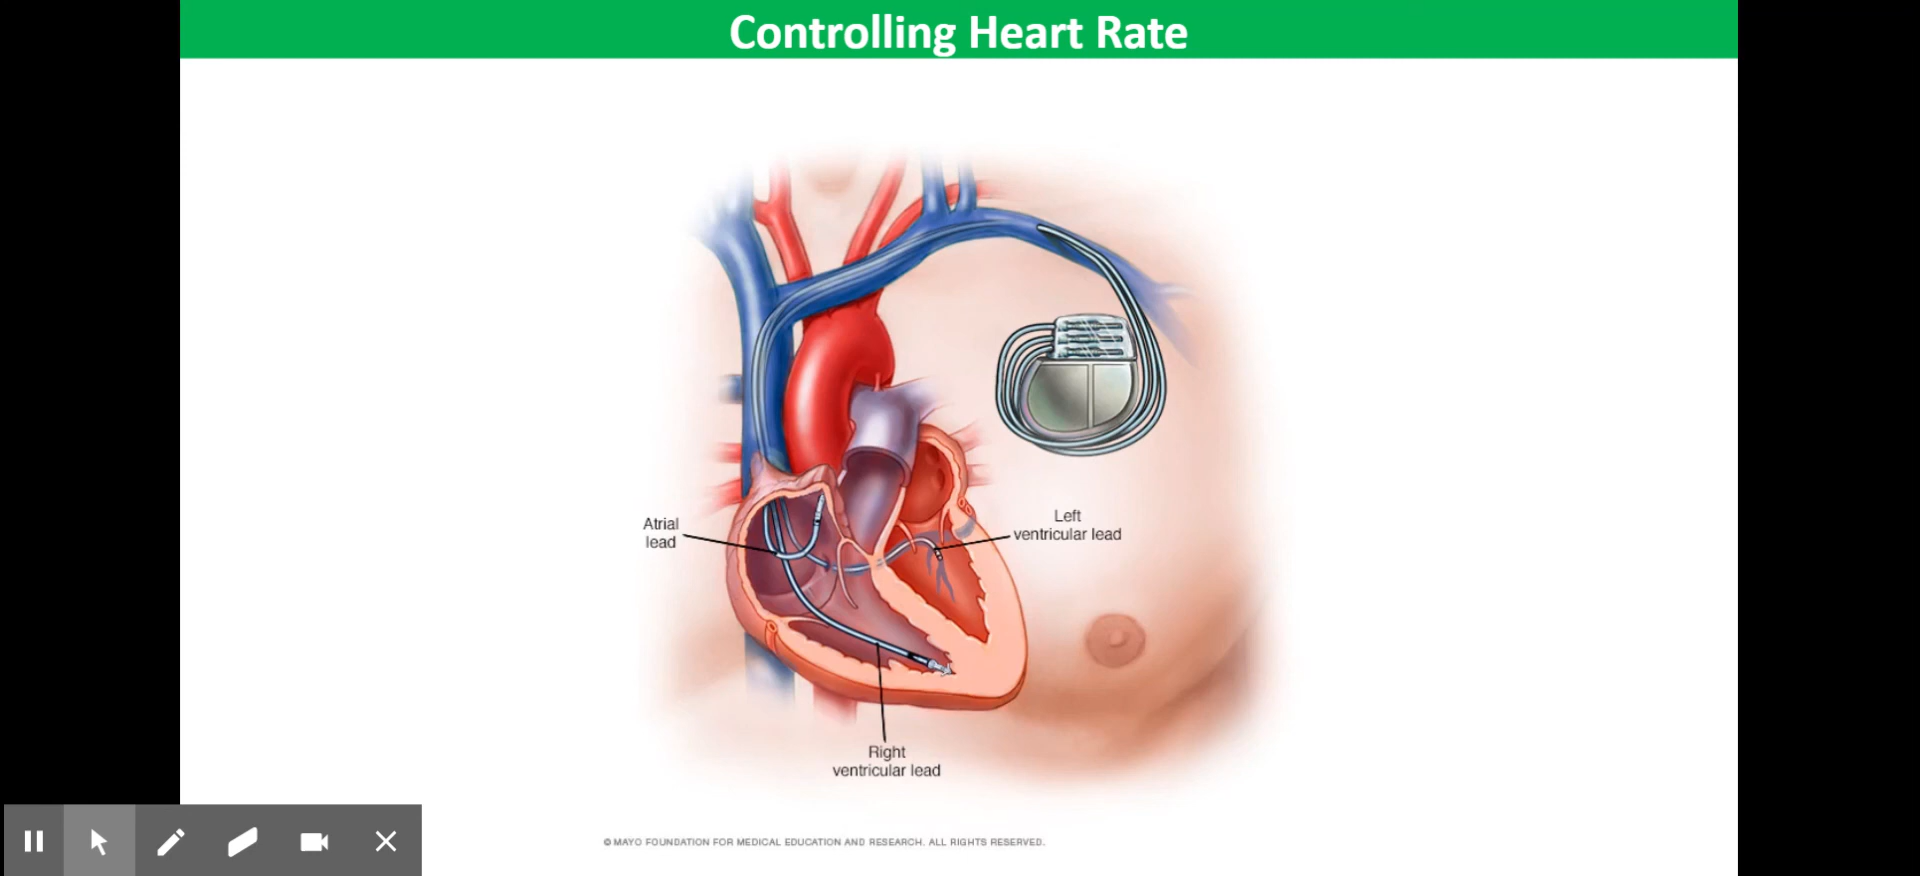 Controlling Heart Rate
Atrial
lead
Left
ventricular lead
Right
ventricular lead
© MAYO FOUNDATION FOR MEDICAL EDUCATION AND RESEARCH. ALL RIGHTS RESERVED.